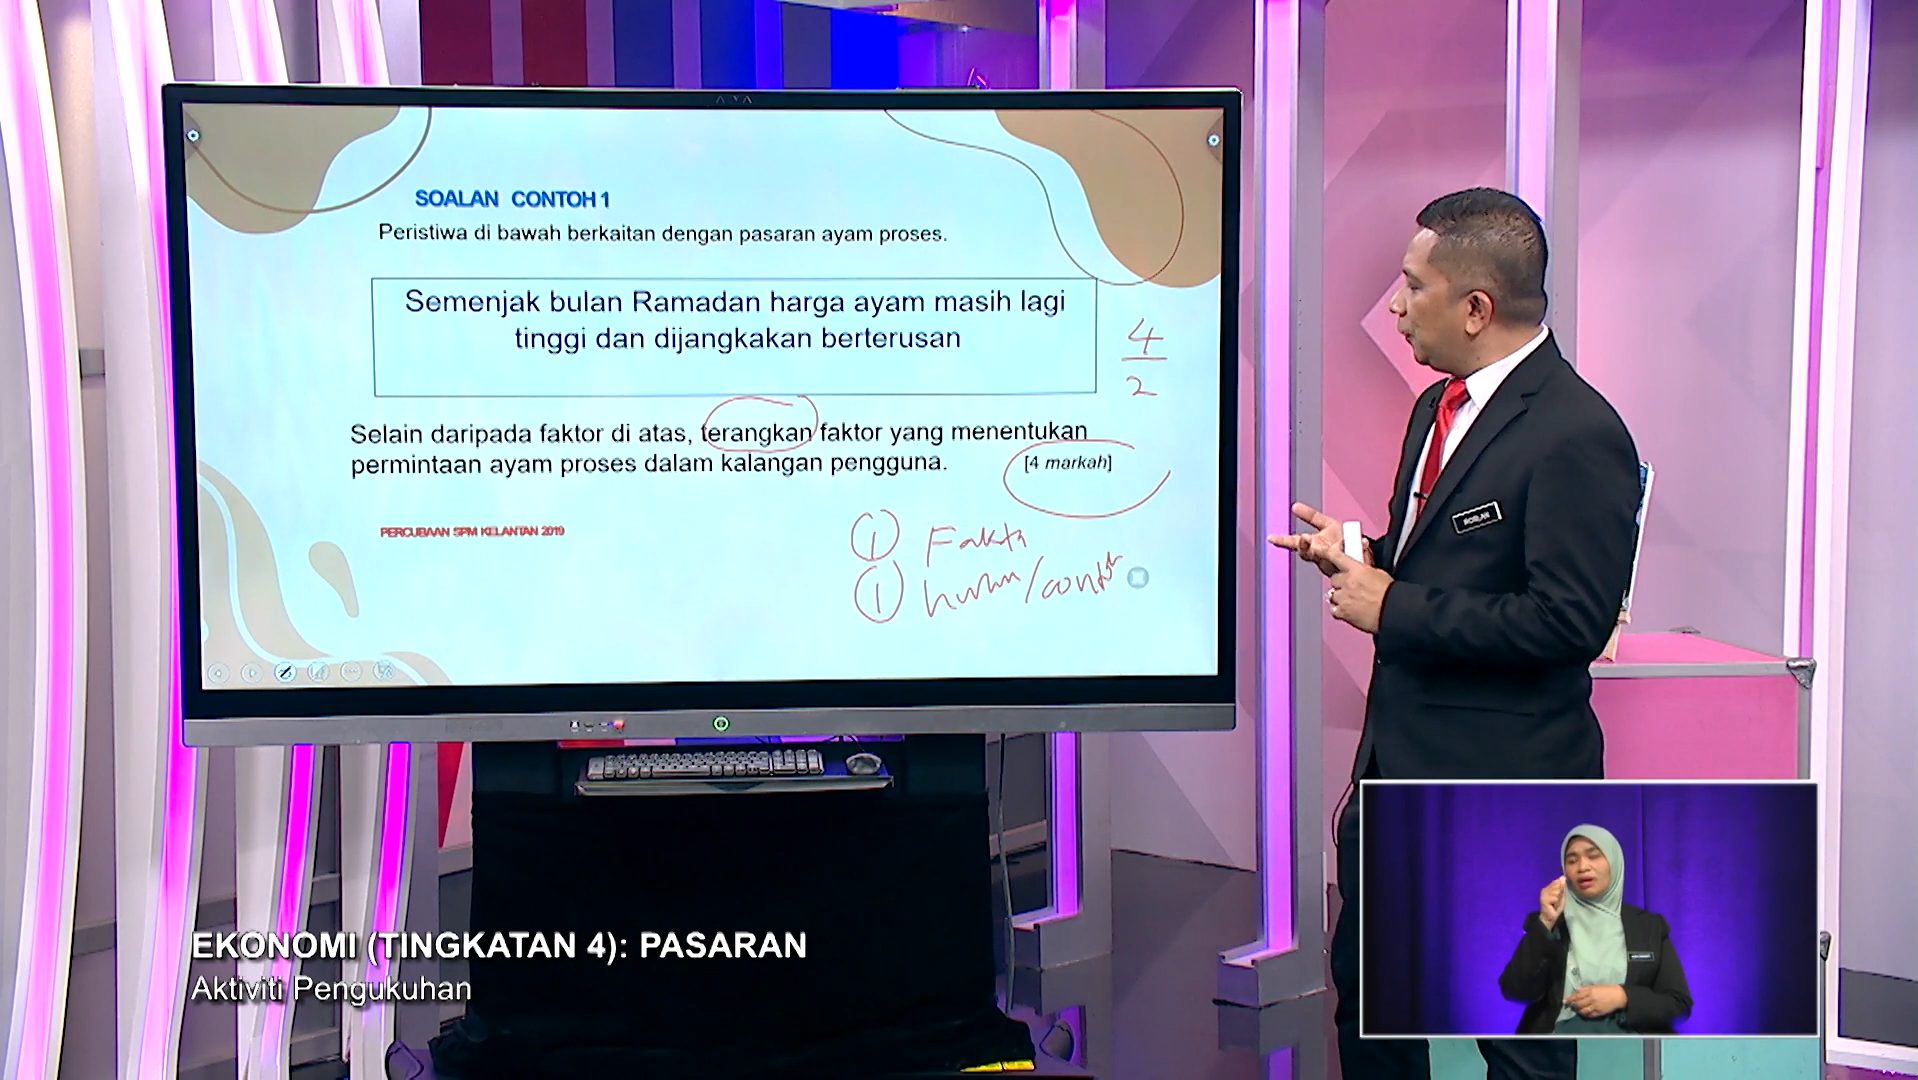 SOALAN CONTOH 1
Peristiwa di bawah berkaitan dengan pasaran ayam proses.
Semenjak bulan Ramadan harga ayam masih lagi
tinggi dan dijangkakan berterusan
4
2
Selain daripada faktor di atas, terangkan faktor yang menentukan
permintaan ayam proses dalam kalangan pengguna.
[4 markah]
PERCUBAAN SPM KELANTAN 2019
1 Fakta
1 huraian/contoh
ROSLAN
EKONOMI (TINGKATAN 4): PASARAN
Aktiviti Pengukuhan